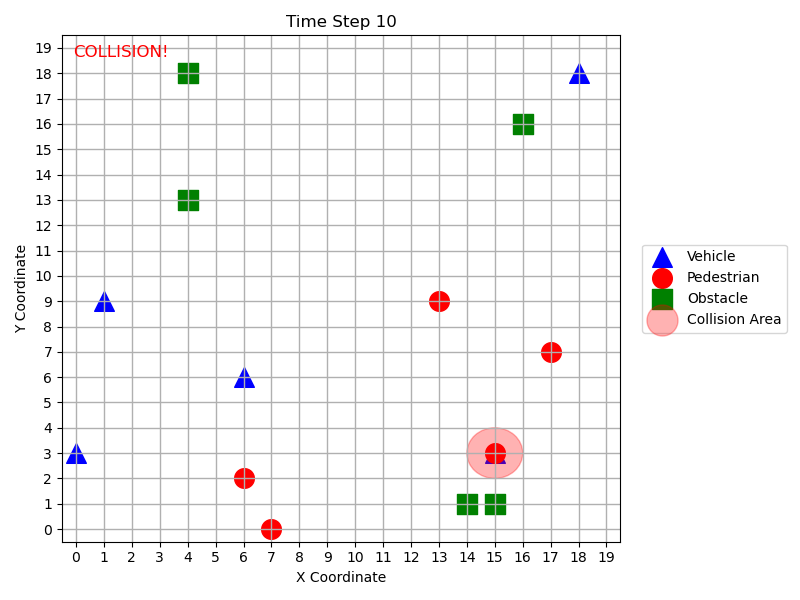 Time Step 10
COLLISION!
19
18
17
16
15
14
13
12
11
10
9
8
7
6
5
4
3
2
1
0
Y Coordinate
0 1 2 3 4 5 6 7 8 9 10 11 12 13 14 15 16 17 18 19
X Coordinate
Vehicle
Pedestrian
Obstacle
Collision Area